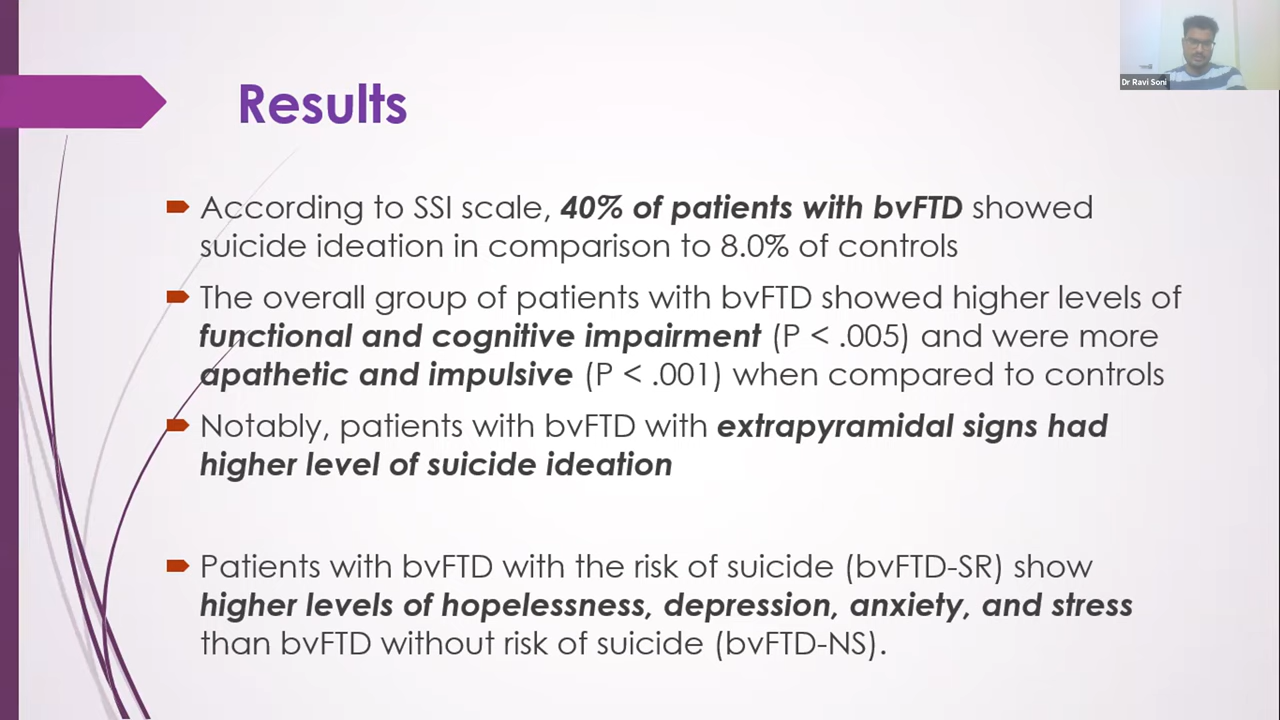 Dr Ravi Soni
Results
According to SSI scale, 40% of patients with bvFTD showed
suicide ideation in comparison to 8.0% of controls
The overall group of patients with bvFTD showed higher levels of
functional and cognitive impairment (P < .005) and were more
apathetic and impulsive (P < .001) when compared to controls
Notably, patients with bvFTD with extrapyramidal signs had
higher level of suicide ideation
Patients with bvFTD with the risk of suicide (bvFTD-SR) show
higher levels of hopelessness, depression, anxiety, and stress
than bvFTD without risk of suicide (bvFTD-NS).